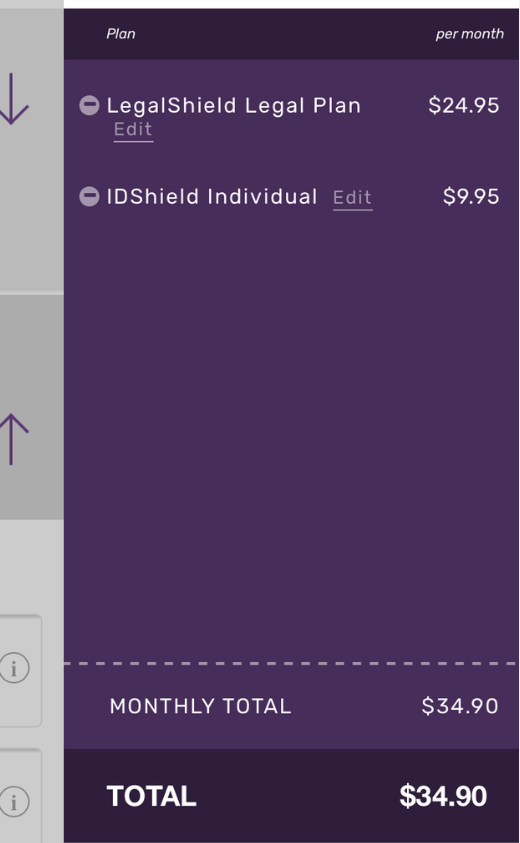 Plan per month
LegalShield Legal Plan $24.95
Edit
IDShield Individual Edit $9.95
MONTHLY TOTAL $34.90
TOTAL $34.90
i
i